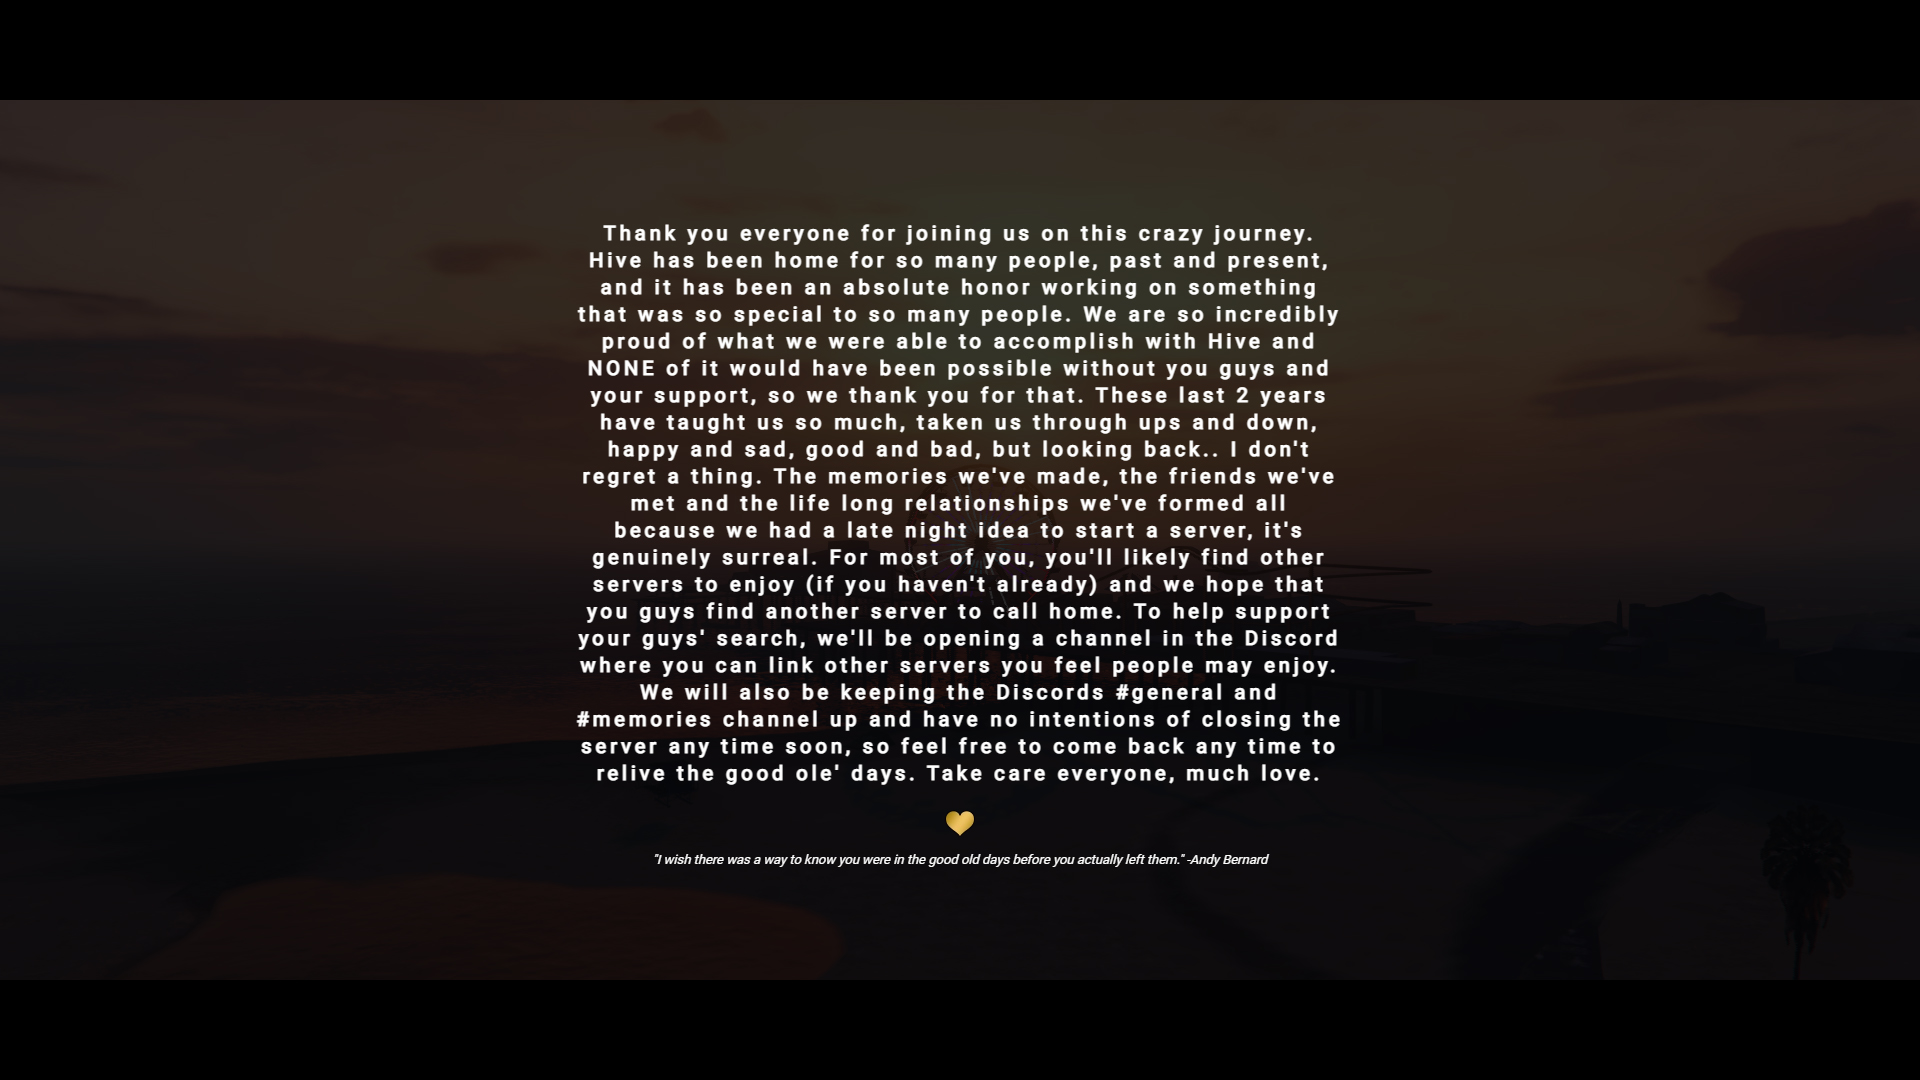 Thank you everyone for joining us on this crazy journey.
Hive has been home for so many people, past and present,
and it has been an absolute honor working on something
that was so special to so many people. We are so incredibly
proud of what we were able to accomplish with Hive and
NONE of it would have been possible without you guys and
your support, so we thank you for that. These last 2 years
have taught us so much, taken us through ups and down,
happy and sad, good and bad, but looking back.. I don't
regret a thing. The memories we've made, the friends we've
met and the life long relationships we've formed all
because we had a late night idea to start a server, it's
genuinely surreal. For most of you, you'll likely find other
servers to enjoy (if you haven't already) and we hope that
you guys find another server to call home. To help support
your guys' search, we'll be opening a channel in the Discord
where you can link other servers you feel people may enjoy.
We will also be keeping the Discords #general and
#memories channel up and have no intentions of closing the
server any time soon, so feel free to come back any time to
relive the good ole' days. Take care everyone, much love.
"I wish there was a way to know you were in the good old days before you actually left them." -Andy Bernard